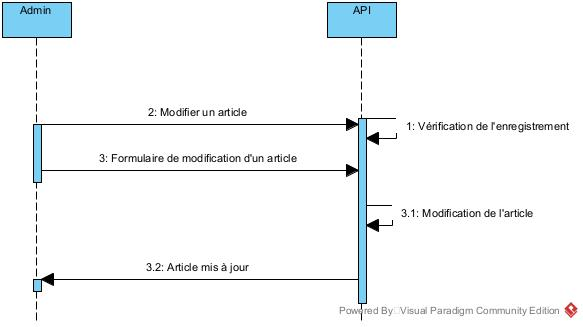 Admin
API
2: Modifier un article
1: Vérification de l'enregistrement
3: Formulaire de modification d'un article
3.1: Modification de l'article
3.2: Article mis à jour
Powered By Visual Paradigm Community Edition